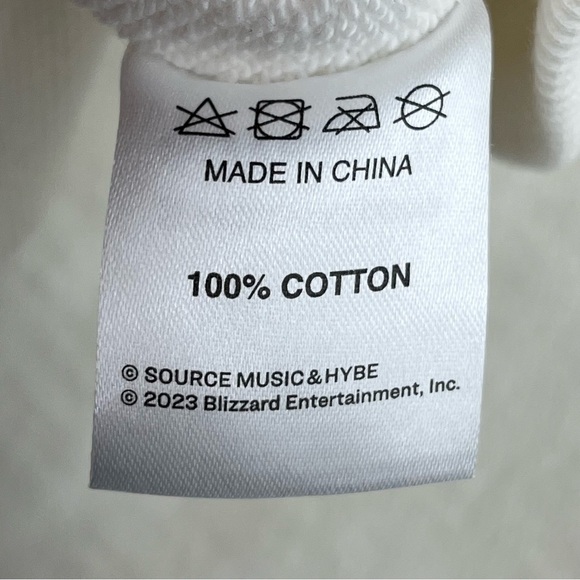 MADE IN CHINA
100% COTTON
© SOURCE MUSIC&HYBE
© 2023 Blizzard Entertainment, Inc.